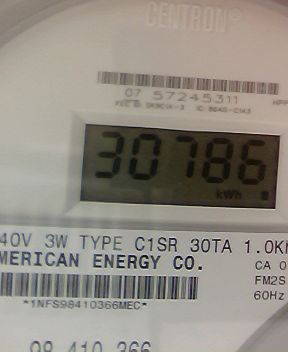 CENTRON®
07 57245311
30786
kWh
40V 3W TYPE C1SR 30TA 1.0K
MERICAN ENERGY CO.
CA 0
FM2S
60Hz
*1NFS98410366MEC*
98 410 366